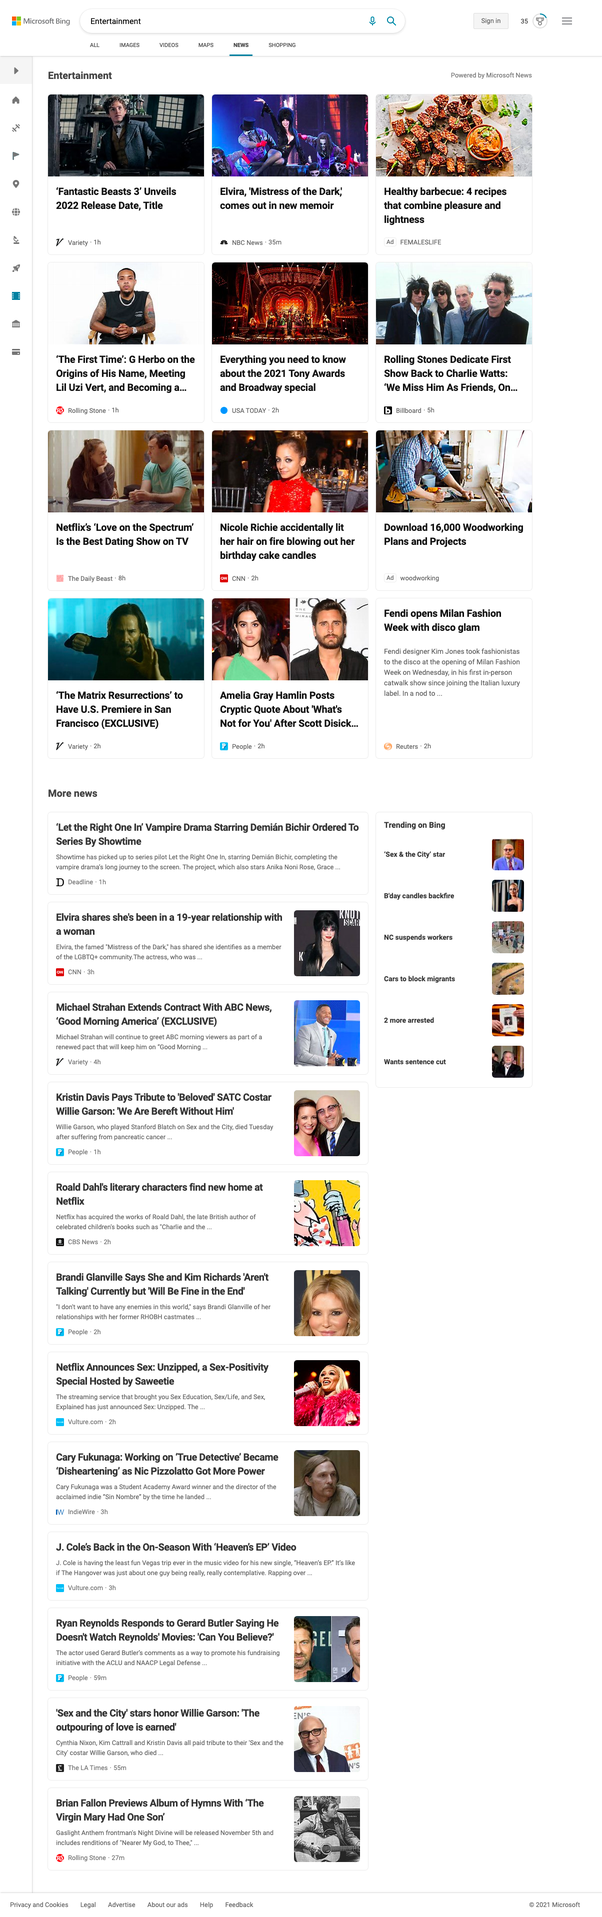 Microsoft Bing
Entertainment
Sign in
35
ALL IMAGES VIDEOS MAPS NEWS SHOPPING
Entertainment
Powered by Microsoft News
‘Fantastic Beasts 3’ Unveils
2022 Release Date, Title
Variety · 1h
Elvira, 'Mistress of the Dark,'
comes out in new memoir
NBC News · 35m
Healthy barbecue: 4 recipes
that combine pleasure and
lightness
Ad FEMALESLIFE
‘The First Time’: G Herbo on the
Origins of His Name, Meeting
Lil Uzi Vert, and Becoming a...
Rolling Stone · 1h
Everything you need to know
about the 2021 Tony Awards
and Broadway special
USA TODAY · 2h
Rolling Stones Dedicate First
Show Back to Charlie Watts:
‘We Miss Him As Friends, On...
Billboard · 5h
Netflix’s ‘Love on the Spectrum’
Is the Best Dating Show on TV
The Daily Beast · 8h
Nicole Richie accidentally lit
her hair on fire blowing out her
birthday cake candles
CNN · 2h
Download 16,000 Woodworking
Plans and Projects
Ad woodworking
‘The Matrix Resurrections’ to
Have U.S. Premiere in San
Francisco (EXCLUSIVE)
Variety · 2h
Amelia Gray Hamlin Posts
Cryptic Quote About 'What's
Not for You' After Scott Disick...
People · 2h
Fendi opens Milan Fashion
Week with disco glam
Fendi designer Kim Jones took fashionistas
to the disco at the opening of Milan Fashion
Week on Wednesday, in his first in-person
catwalk show since joining the Italian luxury
label. In a nod to ...
Reuters · 2h
More news
‘Let the Right One In’ Vampire Drama Starring Demián Bichir Ordered To
Series By Showtime
Showtime has picked up to series pilot Let the Right One In, starring Demián Bichir, completing the
vampire drama's long journey to the screen. The project, which also stars Anika Noni Rose, Grace ...
Deadline · 1h
Elvira shares she's been in a 19-year relationship with
a woman
Elvira, the famed "Mistress of the Dark," has shared she identifies as a member
of the LGBTQ+ community.The actress, who was ...
CNN · 3h
Michael Strahan Extends Contract With ABC News,
‘Good Morning America’ (EXCLUSIVE)
Michael Strahan will continue to greet ABC morning viewers as part of a
renewed pact that will keep him on “Good Morning ...
Variety · 4h
Kristin Davis Pays Tribute to 'Beloved' SATC Costar
Willie Garson: 'We Are Bereft Without Him'
Willie Garson, who played Stanford Blatch on Sex and the City, died Tuesday
after suffering from pancreatic cancer ...
People · 1h
Roald Dahl's literary characters find new home at
Netflix
Netflix has acquired the works of Roald Dahl, the late British author of
celebrated children's books such as "Charlie and the ...
CBS News · 2h
Brandi Glanville Says She and Kim Richards 'Aren't
Talking' Currently but 'Will Be Fine in the End'
"I don't want to have any enemies in this world," says Brandi Glanville of her
relationships with her former RHOBH castmates ...
People · 2h
Netflix Announces Sex: Unzipped, a Sex-Positivity
Special Hosted by Saweetie
The streaming service that brought you Sex Education, Sex/Life, and Sex,
Explained has just announced Sex: Unzipped. The ...
Vulture.com · 2h
Cary Fukunaga: Working on ‘True Detective’ Became
‘Disheartening’ as Nic Pizzolatto Got More Power
Cary Fukunaga was a Student Academy Award winner and the director of the
acclaimed indie “Sin Nombre” by the time he landed ...
IndieWire · 3h
J. Cole's Back in the On-Season With ‘Heaven’s EP’ Video
J. Cole is having the least fun Vegas trip ever in the music video for his new single, “Heaven's EP.” It's like
if The Hangover was just about one guy being really, really contemplative. Rapping over ...
Vulture.com · 3h
Ryan Reynolds Responds to Gerard Butler Saying He
Doesn't Watch Reynolds' Movies: 'Can You Believe?'
The actor used Gerard Butler's comments as a way to promote his fundraising
initiative with the ACLU and NAACP Legal Defense ...
People · 59m
'Sex and the City' stars honor Willie Garson: 'The
outpouring of love is earned'
Cynthia Nixon, Kim Cattrall and Kristin Davis all paid tribute to their 'Sex and the
City' costar Willie Garson, who died ...
The LA Times · 55m
Brian Fallon Previews Album of Hymns With ‘The
Virgin Mary Had One Son’
Gaslight Anthem frontman's Night Divine will be released November 5th and
includes renditions of “Nearer My God, to Thee,” ...
Rolling Stone · 27m
Trending on Bing
'Sex & the City' star
B'day candles backfire
NC suspends workers
Cars to block migrants
2 more arrested
Wants sentence cut
Privacy and Cookies Legal Advertise About our ads Help Feedback
© 2021 Microsoft